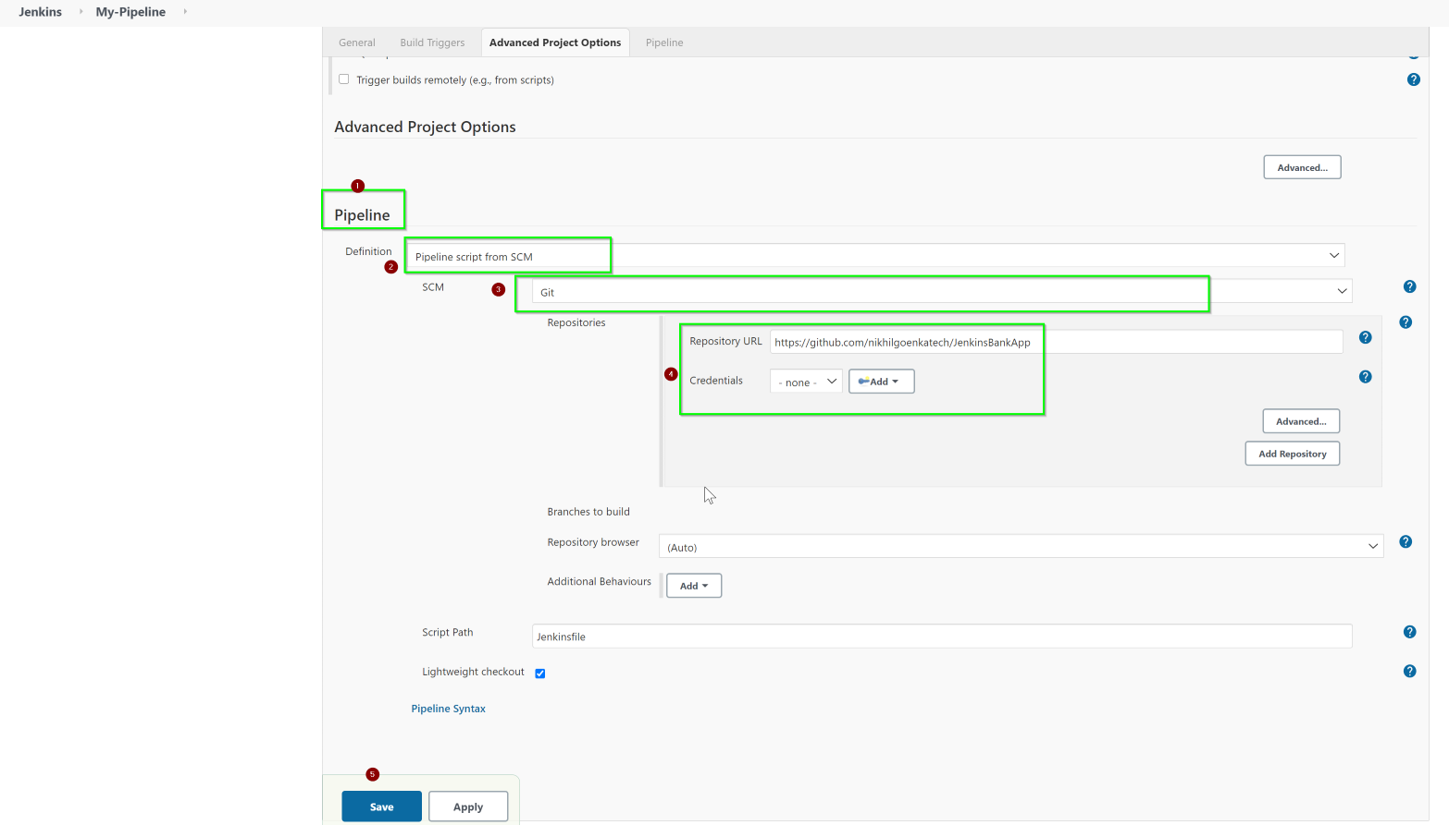 Jenkins My-Pipeline
General Build Triggers Advanced Project Options Pipeline
Trigger builds remotely (e.g., from scripts)
Advanced Project Options
Advanced...
1
Pipeline
Definition Pipeline script from SCM
2
SCM 3 Git
Repositories
Repository URL https://github.com/nikhilgoenkatech/JenkinsBankApp
4 Credentials - none - Add
Advanced...
Add Repository
Branches to build
Repository browser (Auto)
Additional Behaviours Add
Script Path Jenkinsfile
Lightweight checkout
Pipeline Syntax
5
Save Apply